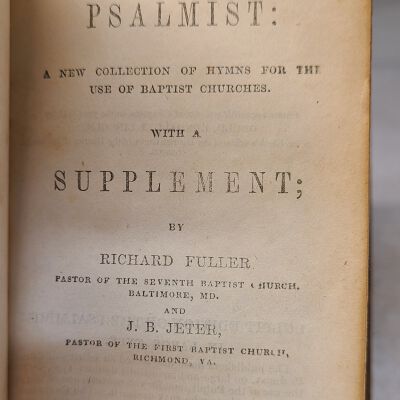 PSALMIST:
A NEW COLLECTION OF HYMNS FOR THE
USE OF BAPTIST CHURCHES.
WITH A
SUPPLEMENT;
BY
RICHARD FULLER
PASTOR OF THE SEVENTH BAPTIST CHURCH,
BALTIMORE, MD.
AND
J. B. JETER,
PASTOR OF THE FIRST BAPTIST CHURCH,
RICHMOND, VA.